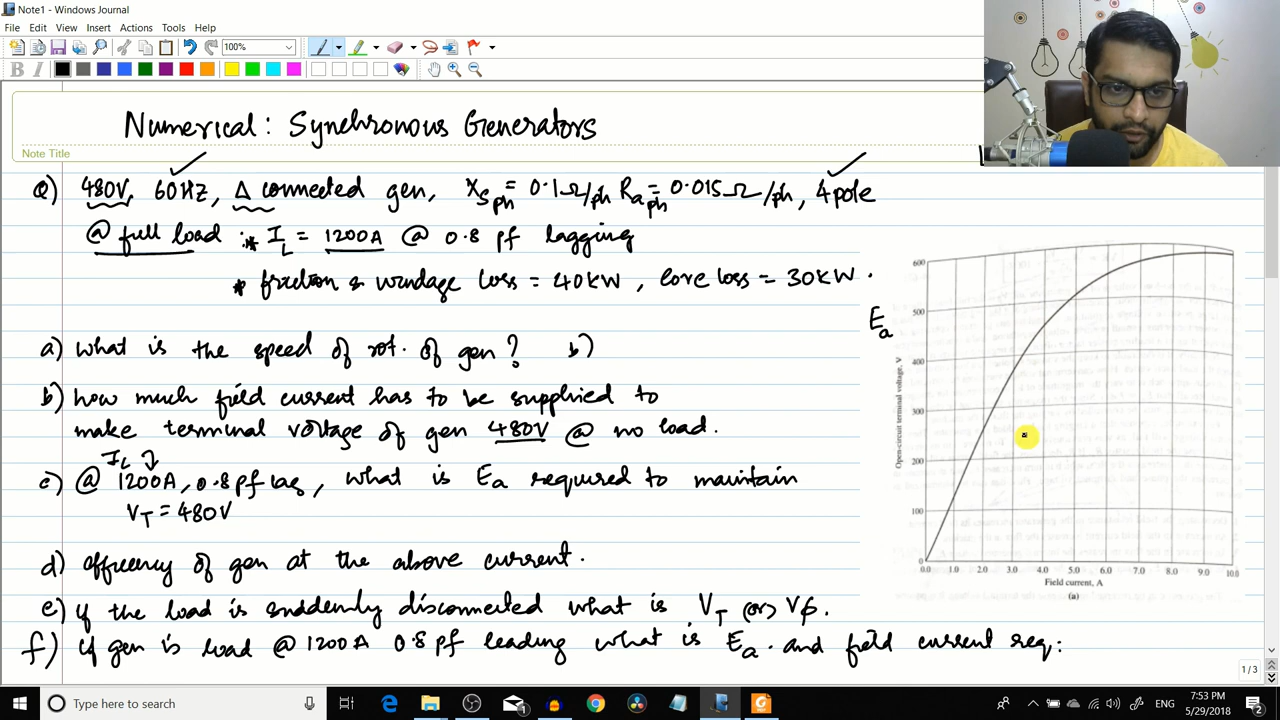 Note1 - Windows Journal
File Edit View Insert Actions Tools Help
100%
B I
Numerical: Synchronous Generators
Note Title
Q) 480V, 60Hz, Δ connected gen, Xs ph = 0.1Ω/ph Ra ph = 0.015Ω/ph, 4 pole
@ full load : * IL = 1200A @ 0.8 pf lagging
* friction & windage loss = 40KW, core loss = 30KW.
a) what is the speed of rot. of gen? b)
b) how much field current has to be supplied to
make terminal voltage of gen 480V @ no load.
IL
c) @ 1200A, 0.8 pf lag, what is Ea required to maintain
VT = 480V
d) efficiency of gen at the above current.
e) if the load is suddenly disconnected what is VT (or) Vϕ.
f) if gen is load @ 1200A 0.8 pf leading what is Ea. and field current req:
Ea
Open-circuit terminal voltage, V
600
500
400
300
200
100
0
0.0 1.0 2.0 3.0 4.0 5.0 6.0 7.0 8.0 9.0 10.0
Field current, A
(a)
1/3
Type here to search
1
ENG
7:53 PM
5/29/2018
2